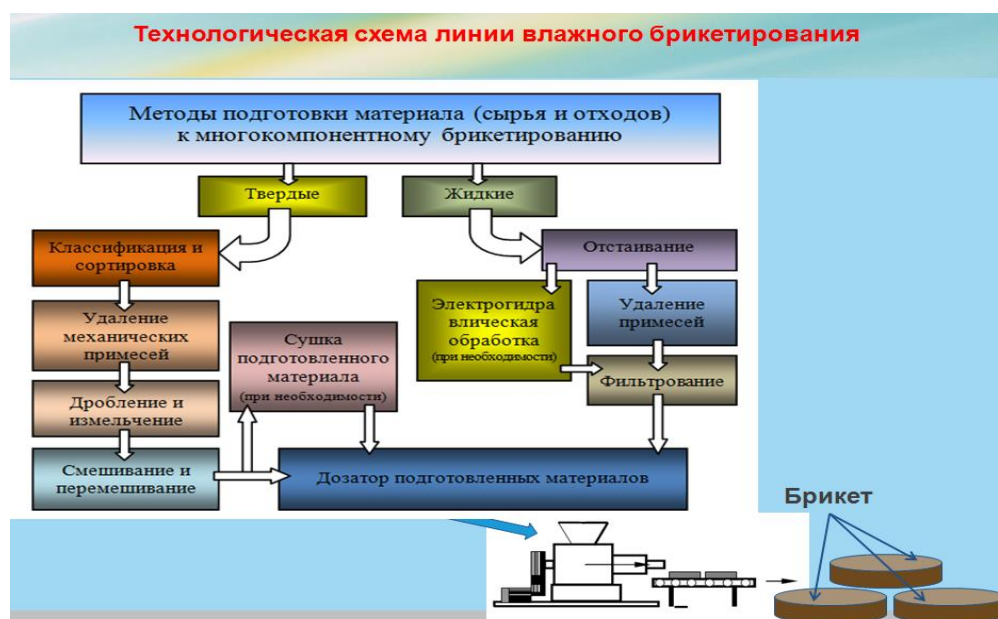 Технологическая схема линии влажного брикетирования
Методы подготовки материала (сырья и отходов)
к многокомпонентному брикетированию
Твердые
Жидкие
Классификация и
сортировка
Отстаивание
Удаление
механических
примесей
Сушка
подготовленного
материала
(при необходимости)
Электрогидра
влическая
обработка
(при необходимости)
Удаление
примесей
Фильтрование
Дробление и
измельчение
Смешивание и
перемешивание
Дозатор подготовленных материалов
Брикет